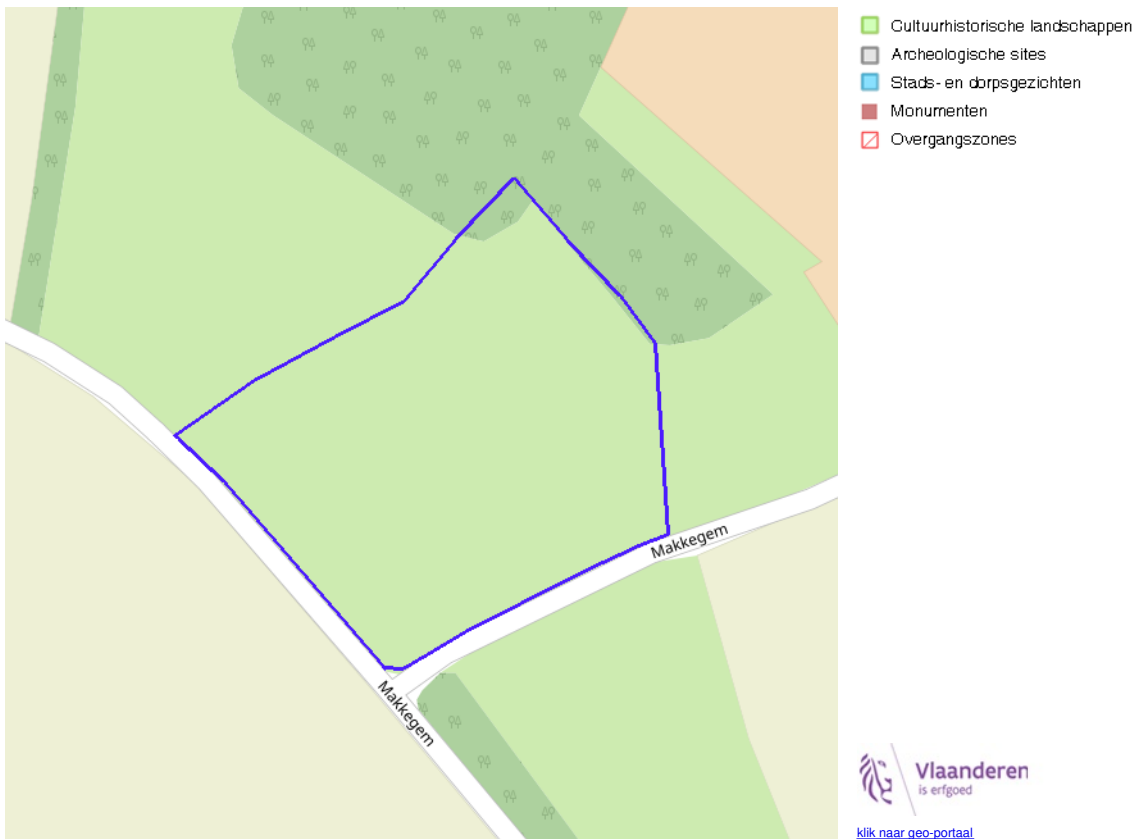 Cultuurhistorische landschappen
Archeologische sites
Stads- en dorpsgezichten
Monumenten
Overgangszones
Makkegem
Makkegem
Vlaanderen
is erfgoed
klik naar geo-portaal